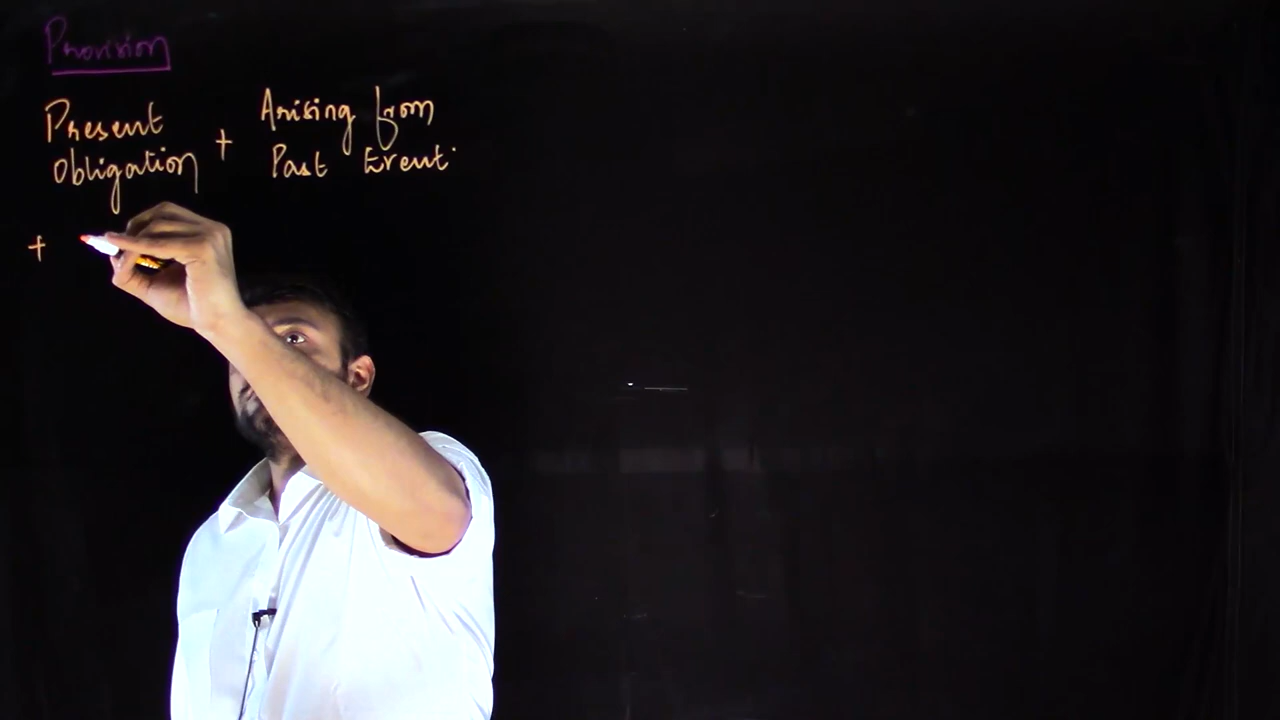 Provision
Present Arising from
Obligation + Past Event
+